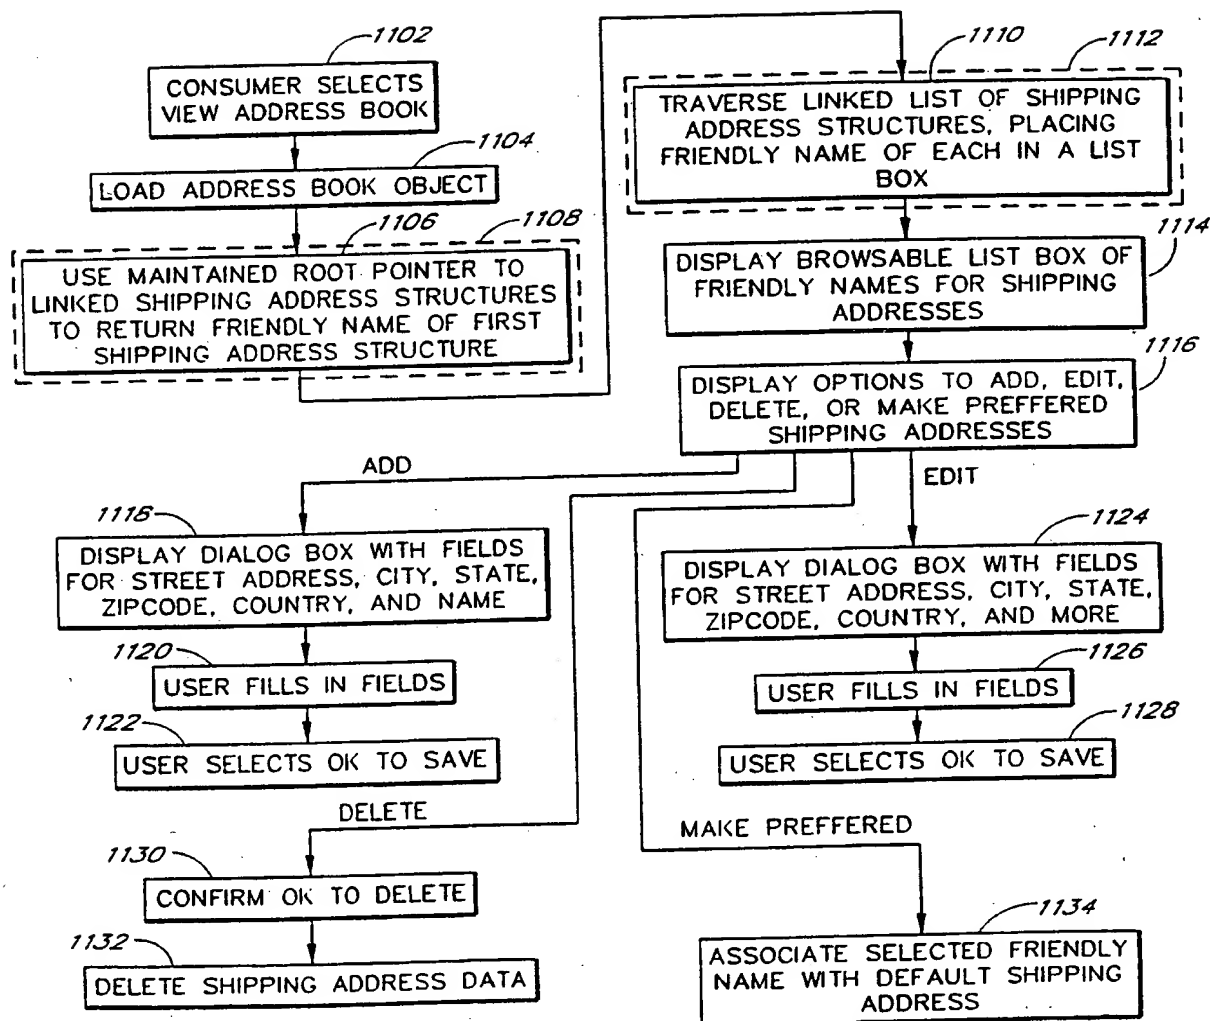 1102
CONSUMER SELECTS
VIEW ADDRESS BOOK
1104
LOAD ADDRESS BOOK OBJECT
1106
1108
USE MAINTAINED ROOT POINTER TO
LINKED SHIPPING ADDRESS STRUCTURES
TO RETURN FRIENDLY NAME OF FIRST
SHIPPING ADDRESS STRUCTURE
1110
1112
TRAVERSE LINKED LIST OF SHIPPING
ADDRESS STRUCTURES, PLACING
FRIENDLY NAME OF EACH IN A LIST
BOX
1114
DISPLAY BROWSABLE LIST BOX OF
FRIENDLY NAMES FOR SHIPPING
ADDRESSES
1116
DISPLAY OPTIONS TO ADD, EDIT,
DELETE, OR MAKE PREFFERED
SHIPPING ADDRESSES
ADD
EDIT
1118
DISPLAY DIALOG BOX WITH FIELDS
FOR STREET ADDRESS, CITY, STATE,
ZIPCODE, COUNTRY, AND NAME
1120
USER FILLS IN FIELDS
1122
USER SELECTS OK TO SAVE
1124
DISPLAY DIALOG BOX WITH FIELDS
FOR STREET ADDRESS, CITY, STATE,
ZIPCODE, COUNTRY, AND MORE
1126
USER FILLS IN FIELDS
1128
USER SELECTS OK TO SAVE
DELETE
1130
CONFIRM OK TO DELETE
1132
DELETE SHIPPING ADDRESS DATA
MAKE PREFFERED
1134
ASSOCIATE SELECTED FRIENDLY
NAME WITH DEFAULT SHIPPING
ADDRESS